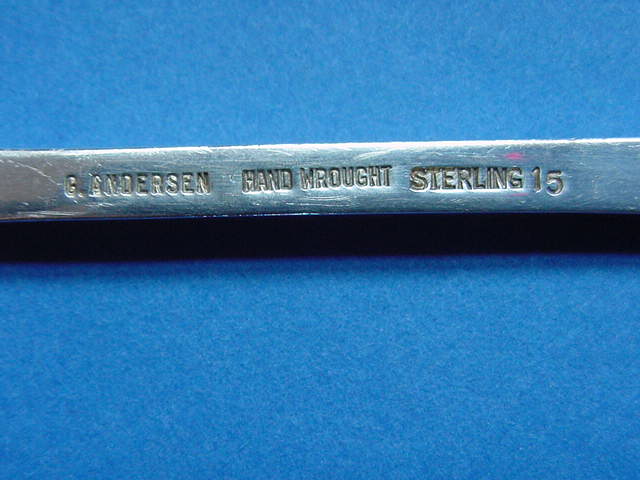 G. ANDERSEN HAND WROUGHT STERLING 15